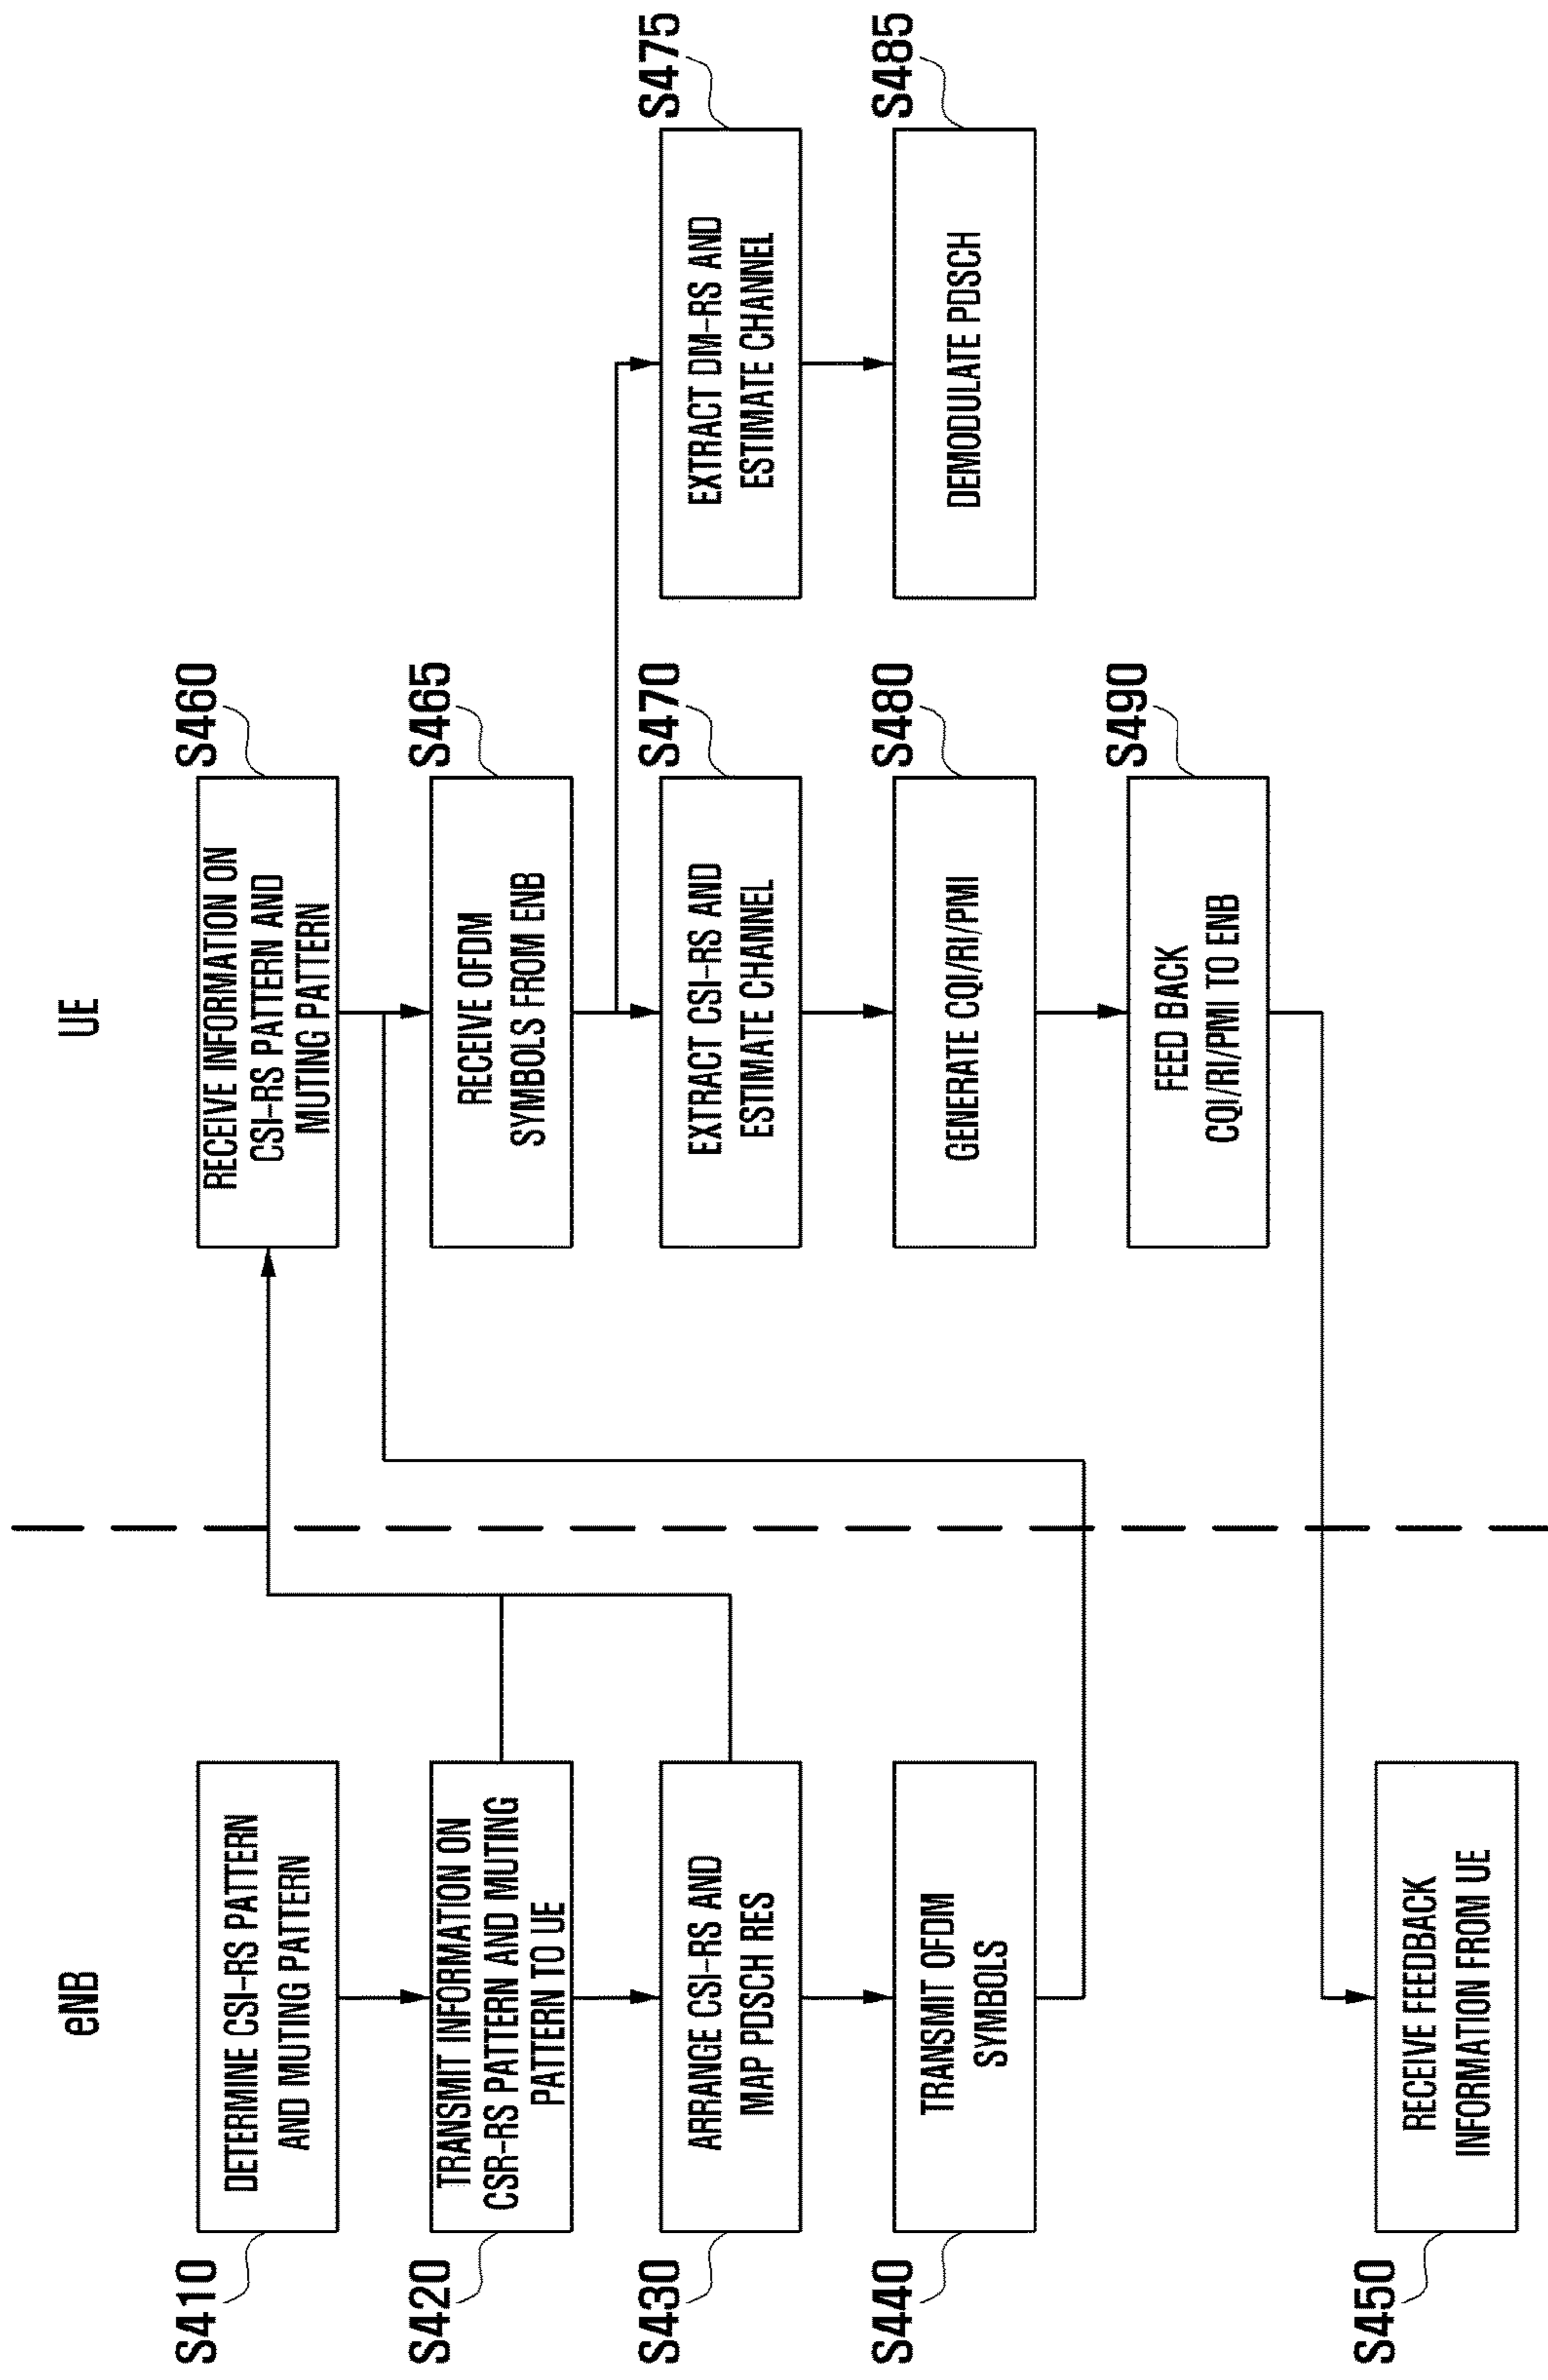 eNB
UE
S410
DETERMINE CSI-RS PATTERN
AND MUTING PATTERN
S420
TRANSMIT INFORMATION ON
CSR-RS PATTERN AND MUTING
PATTERN TO UE
S430
ARRANGE CSI-RS AND
MAP PDSCH RES
S440
TRANSMIT OFDM
SYMBOLS
S450
RECEIVE FEEDBACK
INFORMATION FROM UE
S460
RECEIVE INFORMATION ON
CSI-RS PATTERN AND
MUTING PATTERN
S465
RECEIVE OFDM
SYMBOLS FROM ENB
S470
EXTRACT CSI-RS AND
ESTIMATE CHANNEL
S480
GENERATE CQI/RI/PMI
S490
FEED BACK
CQI/RI/PMI TO ENB
S475
EXTRACT DM-RS AND
ESTIMATE CHANNEL
S485
DEMODULATE PDSCH